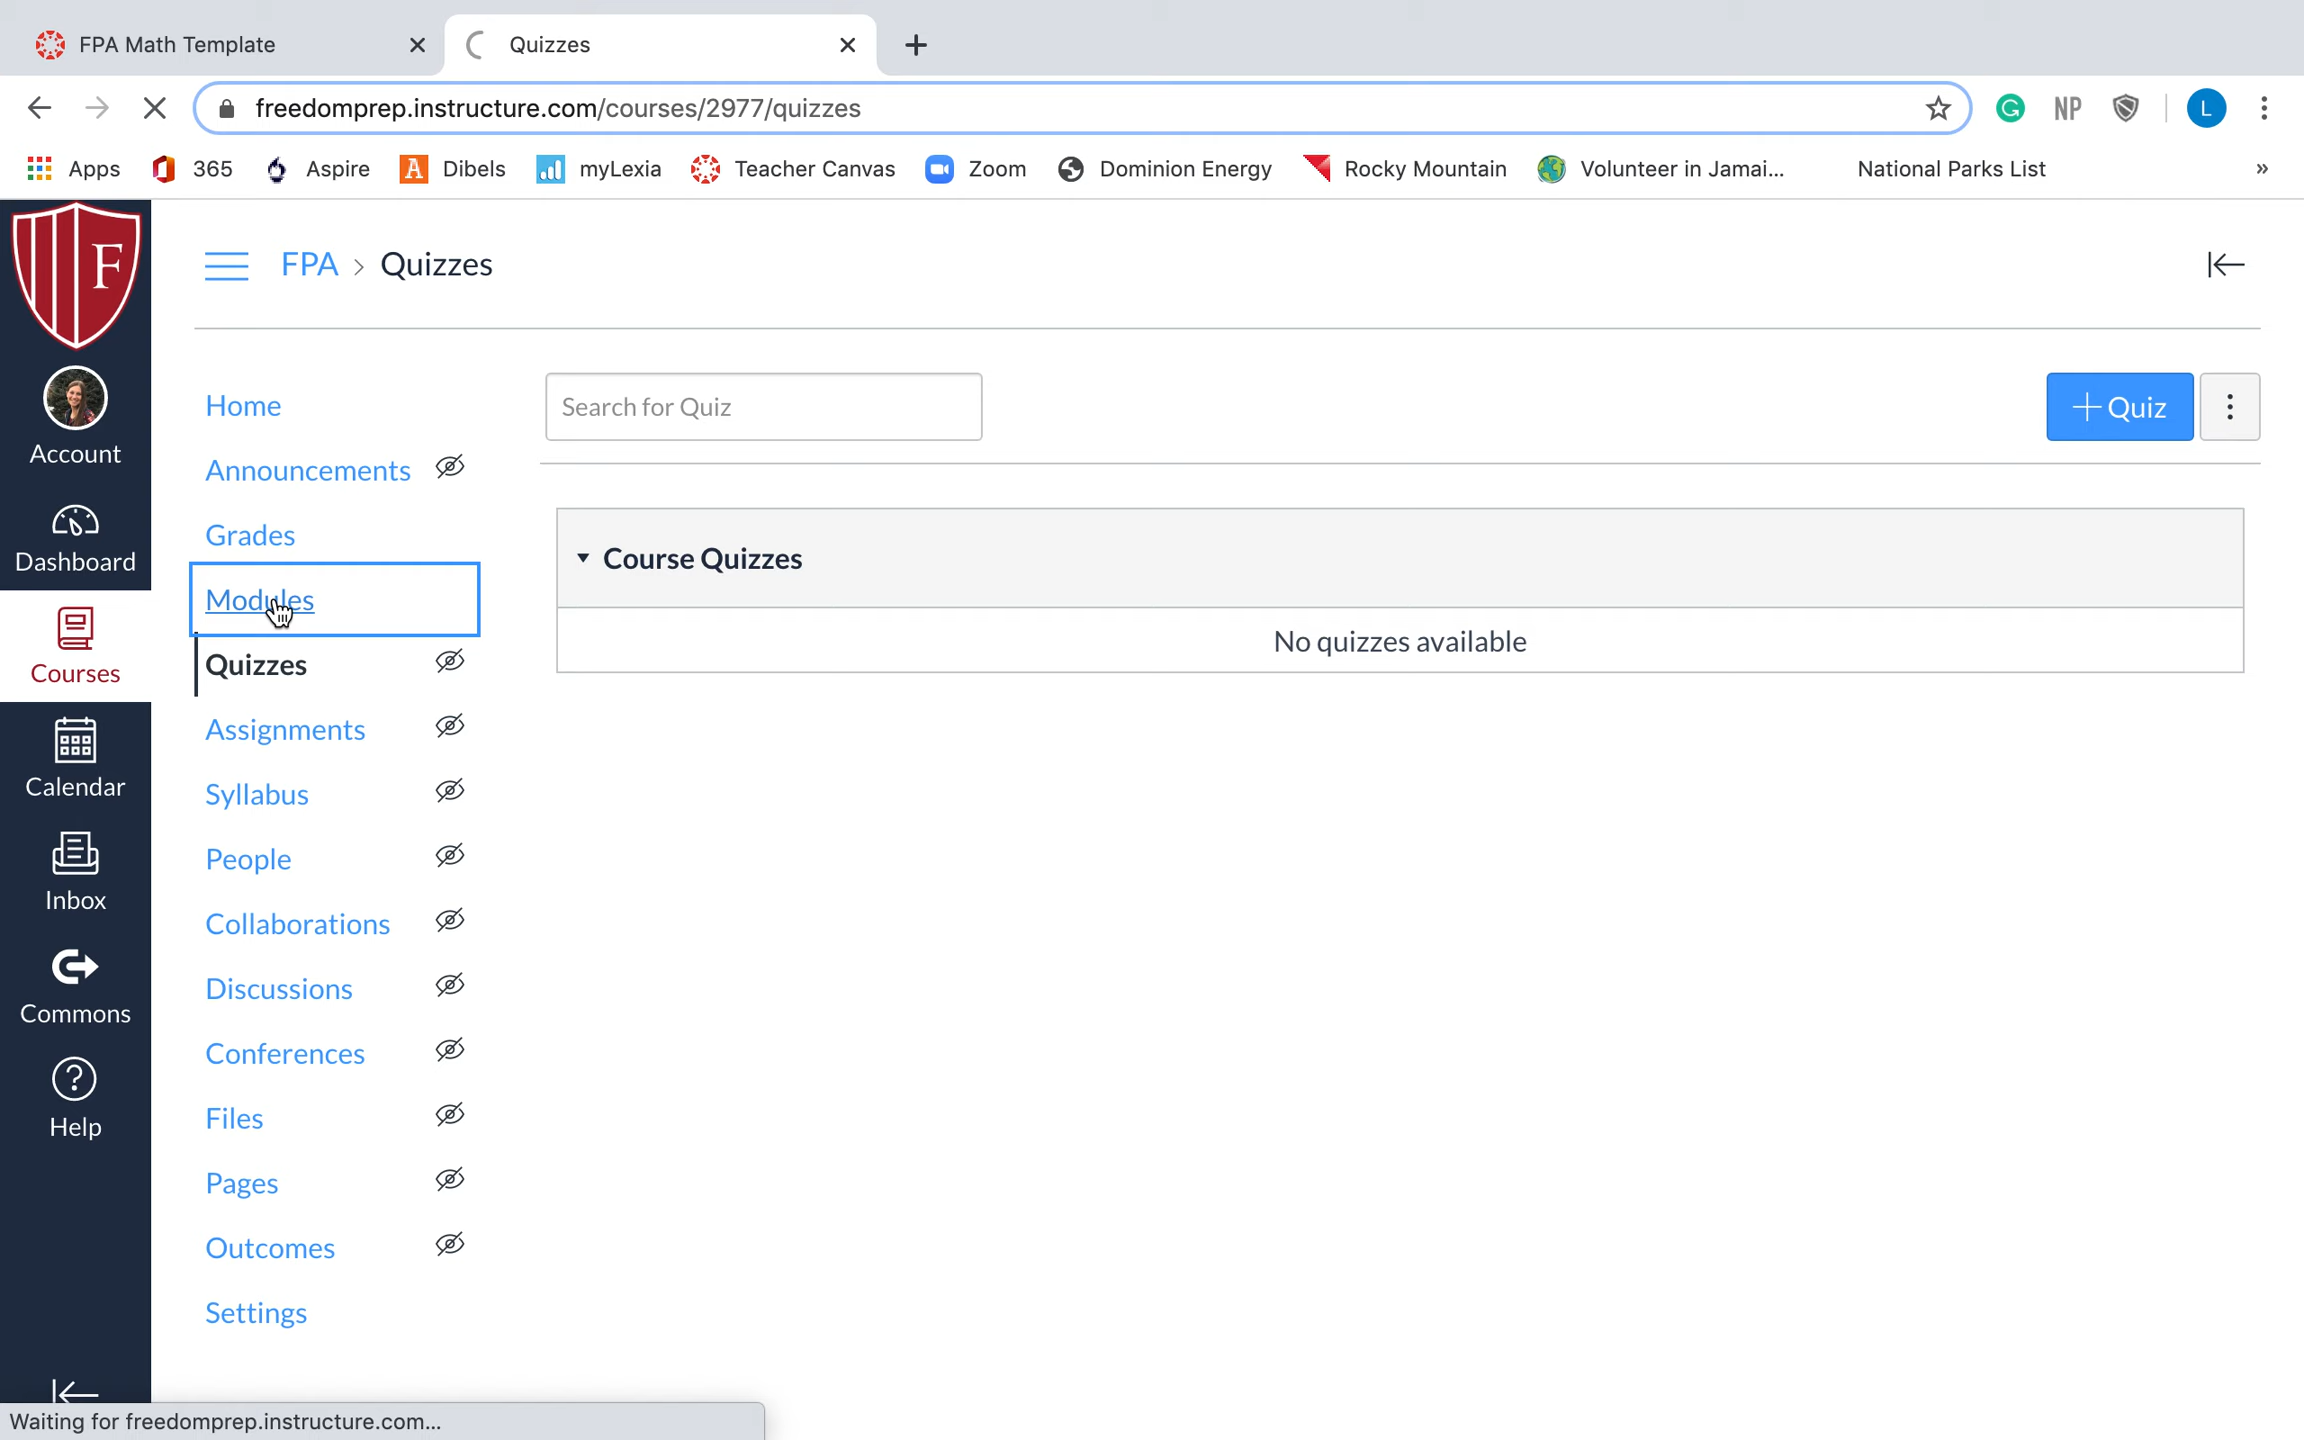 FPA Math Template
Quizzes
freedomprep.instructure.com/courses/2977/quizzes
NP
L
Apps
365
Aspire
A
Dibels
myLexia
Teacher Canvas
Zoom
Dominion Energy
Rocky Mountain
Volunteer in Jamai...
National Parks List
»
F
Account
Dashboard
Courses
Calendar
Inbox
Commons
Help
FPA > Quizzes
Home
Announcements
Grades
Modules
Quizzes
Assignments
Syllabus
People
Collaborations
Discussions
Conferences
Files
Pages
Outcomes
Settings
Search for Quiz
+ Quiz
Course Quizzes
No quizzes available
Waiting for freedomprep.instructure.com...